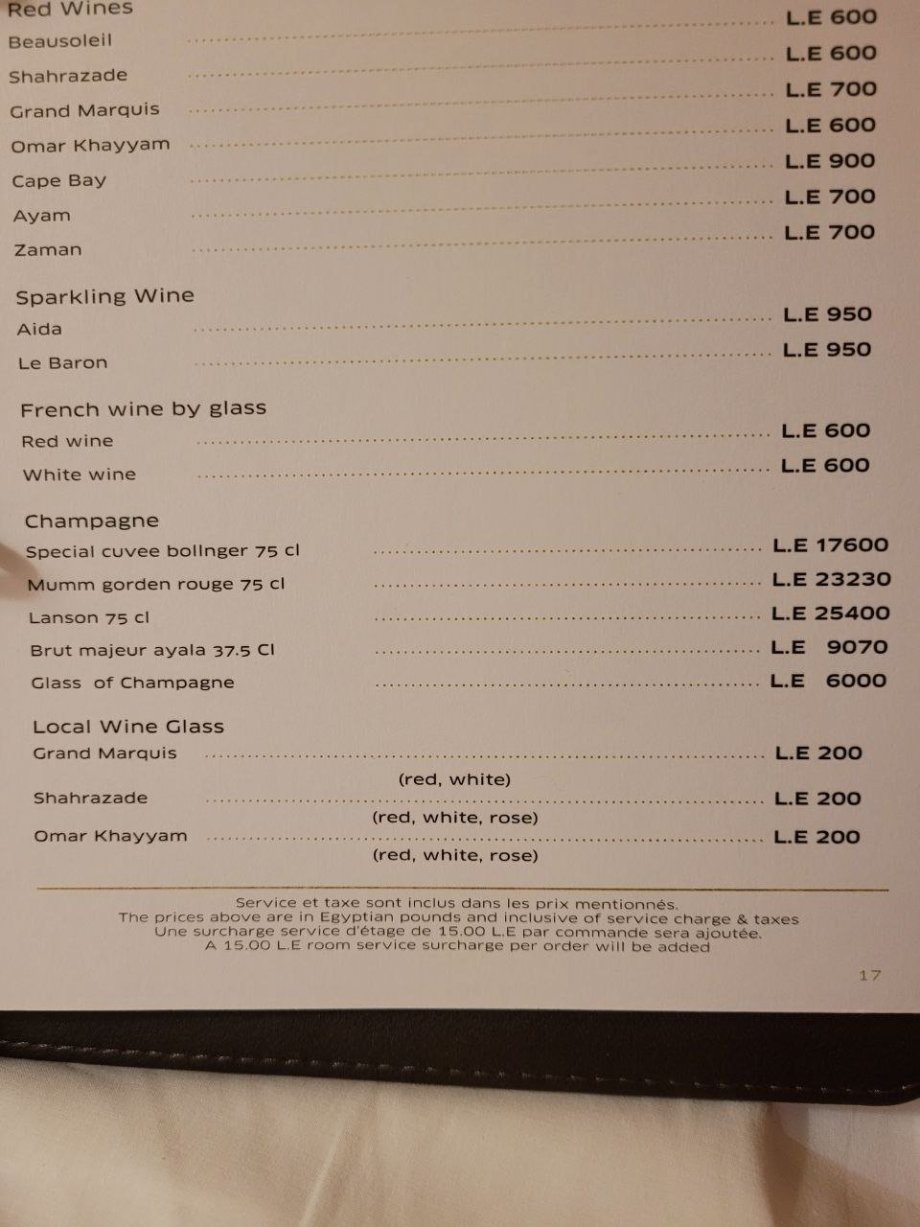 Red Wines
Beausoleil L.E 600
Shahrazade L.E 600
Grand Marquis L.E 700
Omar Khayyam L.E 600
Cape Bay L.E 900
Ayam L.E 700
Zaman L.E 700
Sparkling Wine
Aida L.E 950
Le Baron L.E 950
French wine by glass
Red wine L.E 600
White wine L.E 600
Champagne
Special cuvee bollnger 75 cl L.E 17600
Mumm gorden rouge 75 cl L.E 23230
Lanson 75 cl L.E 25400
Brut majeur ayala 37.5 Cl L.E 9070
Glass of Champagne L.E 6000
Local Wine Glass
Grand Marquis L.E 200
(red, white)
Shahrazade L.E 200
(red, white, rose)
Omar Khayyam L.E 200
(red, white, rose)
Service et taxe sont inclus dans les prix mentionnés.
The prices above are in Egyptian pounds and inclusive of service charge & taxes
Une surcharge service d'étage de 15.00 L.E par commande sera ajoutée.
A 15.00 L.E room service surcharge per order will be added
17